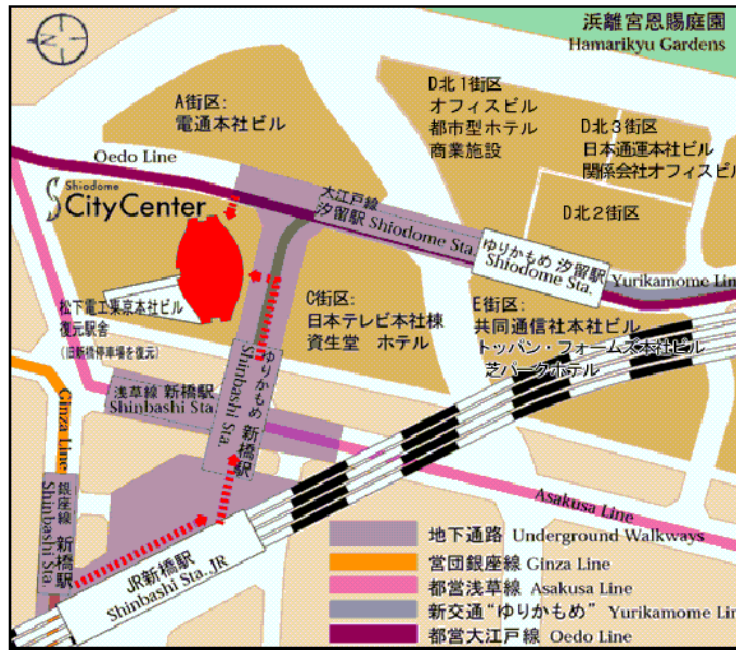 浜離宮恩賜庭園
Hamarikyu Gardens
N
A街区:
電通本社ビル
D北1街区
オフィスビル
都市型ホテル
商業施設
D北3街区
日本通運本社ビル
関係会社オフィスビル
D北2街区
Oedo Line
Shiodome
S CityCenter
大江戸線
汐留駅 Shiodome Sta.
ゆりかもめ 汐留駅
Shiodome Sta.
Yurikamome Lin
松下電工東京本社ビル
復元駅舎
(旧新橋停車場を復元)
C街区:
日本テレビ本社棟
資生堂 ホテル
E街区:
共同通信社本社ビル
トッパン・フォームズ本社ビル
芝パークホテル
ゆりかもめ 新橋駅
Shinbashi Sta.
浅草線 新橋駅
Shinbashi Sta.
Ginza Line
銀座線 新橋駅
Shinbashi Sta.
Asakusa Line
JR新橋駅
Shinbashi Sta., JR
地下通路 Underground Walkways
営団銀座線 Ginza Line
都営浅草線 Asakusa Line
新交通“ゆりかもめ” Yurikamome Lin
都営大江戸線 Oedo Line